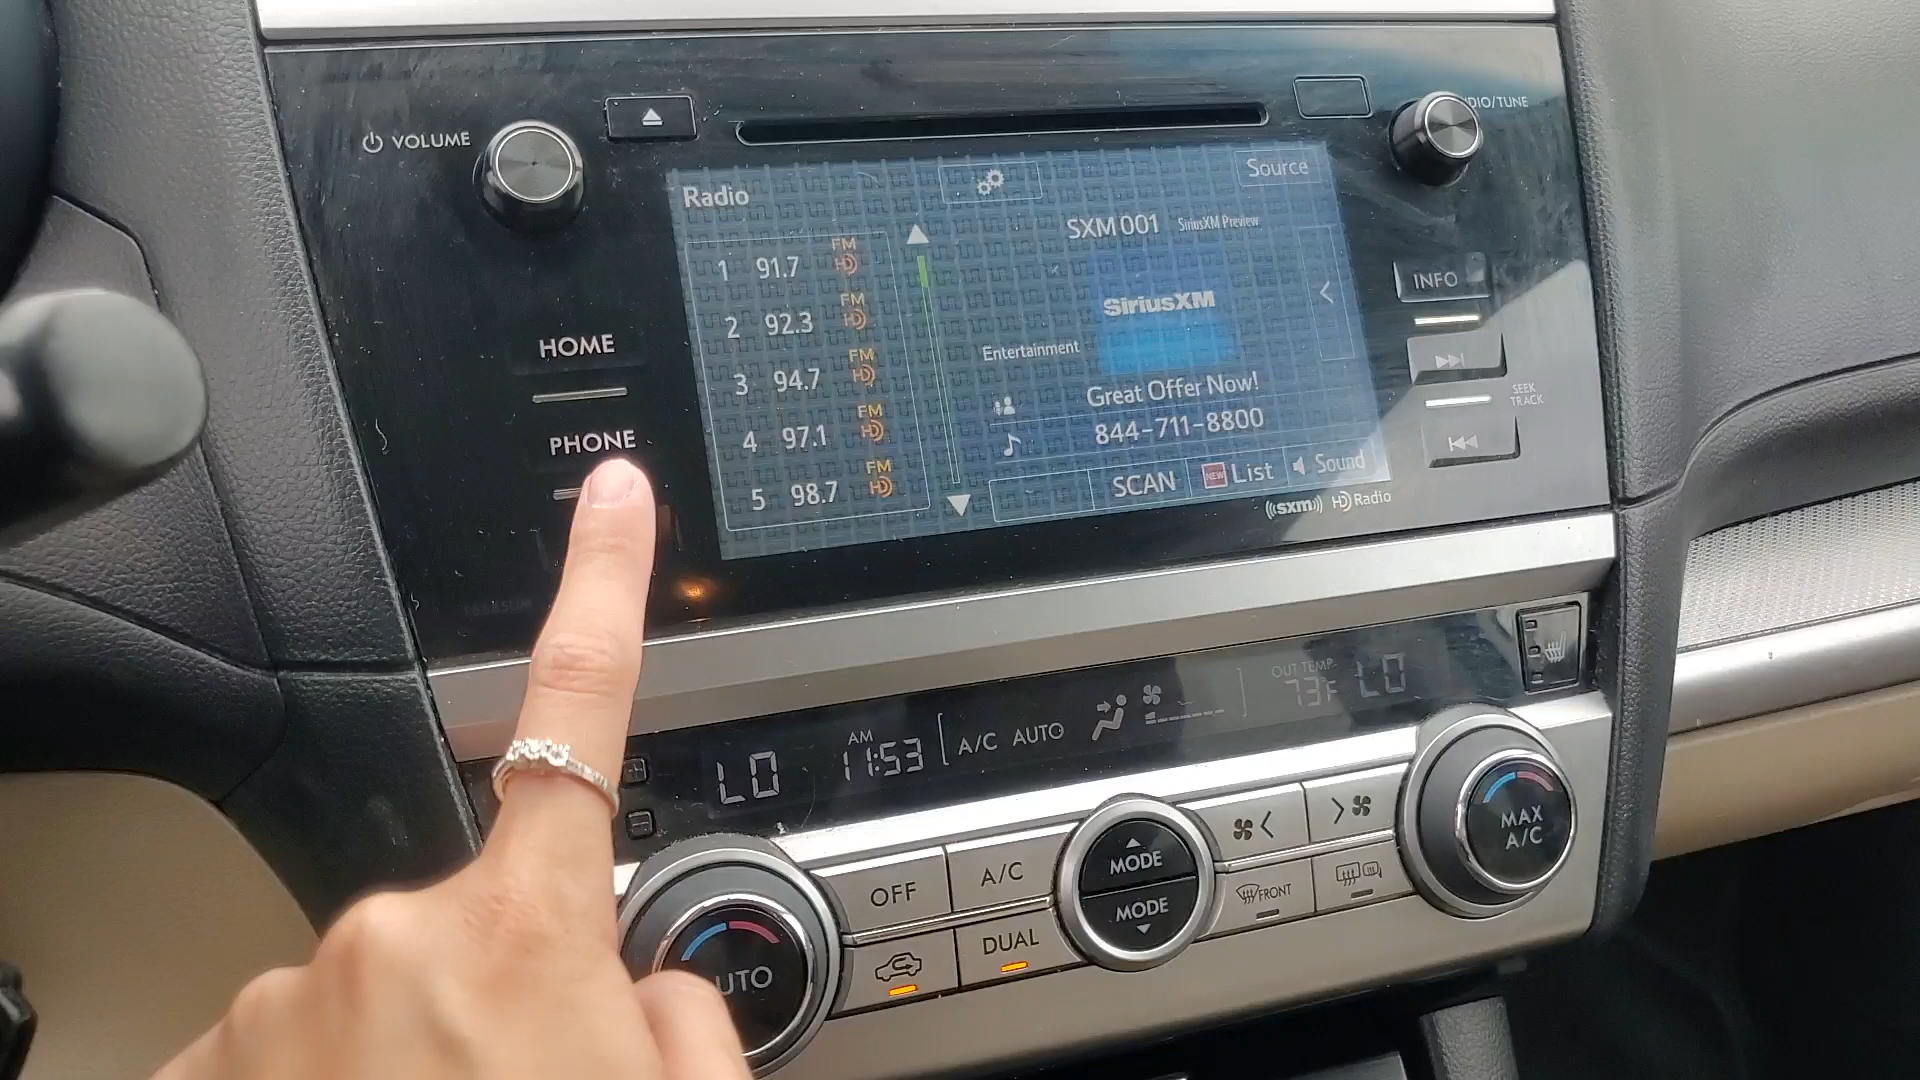 VOLUME
DIO/TUNE
Radio
Source
SXM 001 SiriusXM Preview
1 91.7 FM HD
2 92.3 FM HD
3 94.7 FM HD
4 97.1 FM HD
5 98.7 FM HD
SiriusXM
Entertainment
Great Offer Now!
844-711-8800
SCAN
NEW List
Sound
((sxm)) HD Radio
HOME
PHONE
INFO
SEEK
TRACK
LO
AM
11:53
A/C AUTO
OUT TEMP
73°F
LO
UTO
OFF
A/C
DUAL
MODE
MODE
FRONT
MAX
A/C